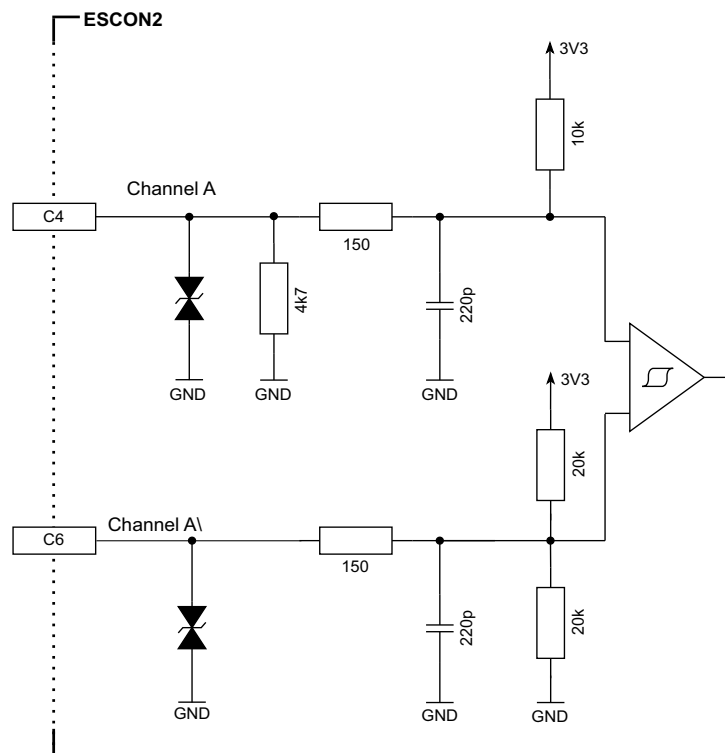 ESCON2
3V3
10k
Channel A
C4
150
4k7
220p
GND
GND
GND
3V3
20k
Channel A\
C6
150
220p
20k
GND
GND
GND